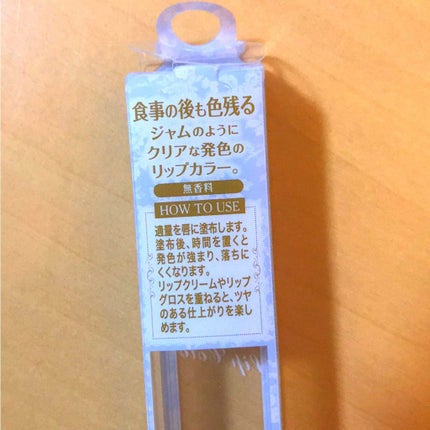 食事の後も色残る
ジャムのように
クリアな発色の
リップカラー。
無香料
HOW TO USE
適量を唇に塗布します。
塗布後、時間を置くと
発色が強まり、落ちに
くくなります。
リップクリームやリップ
グロスを重ねると、ツヤ
のある仕上がりを楽し
めます。